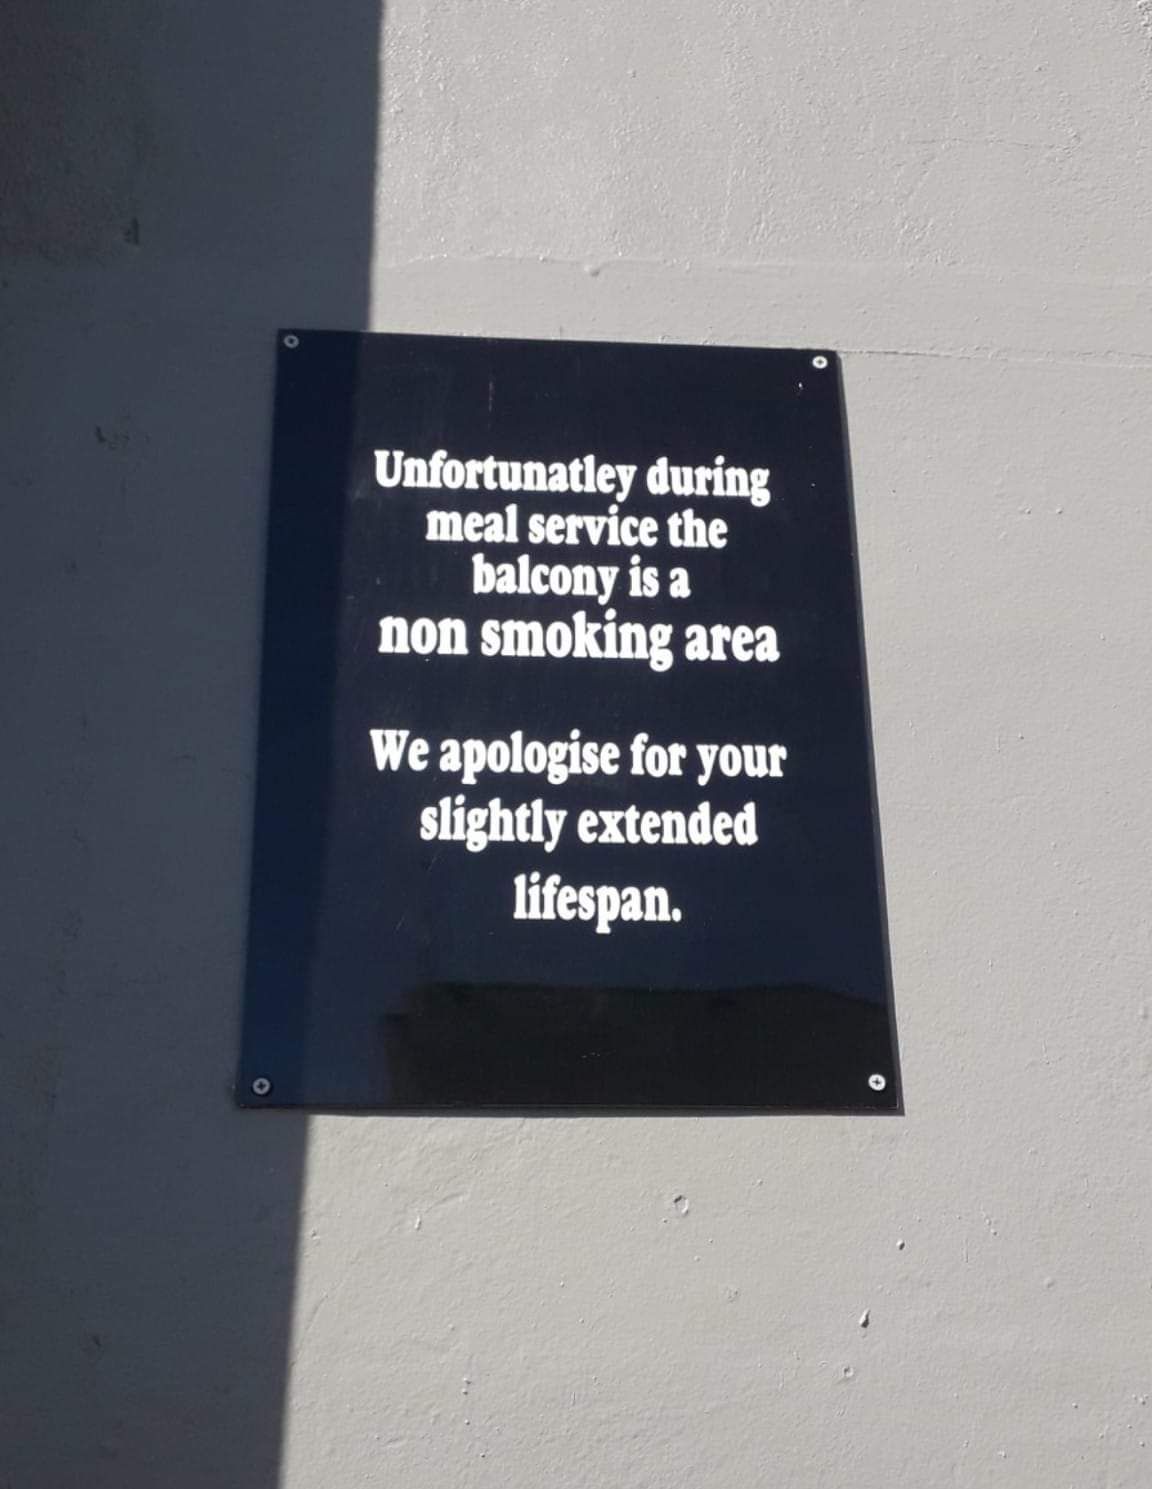 Unfortunatley during
meal service the
balcony is a
non smoking area
We apologise for your
slightly extended
lifespan.